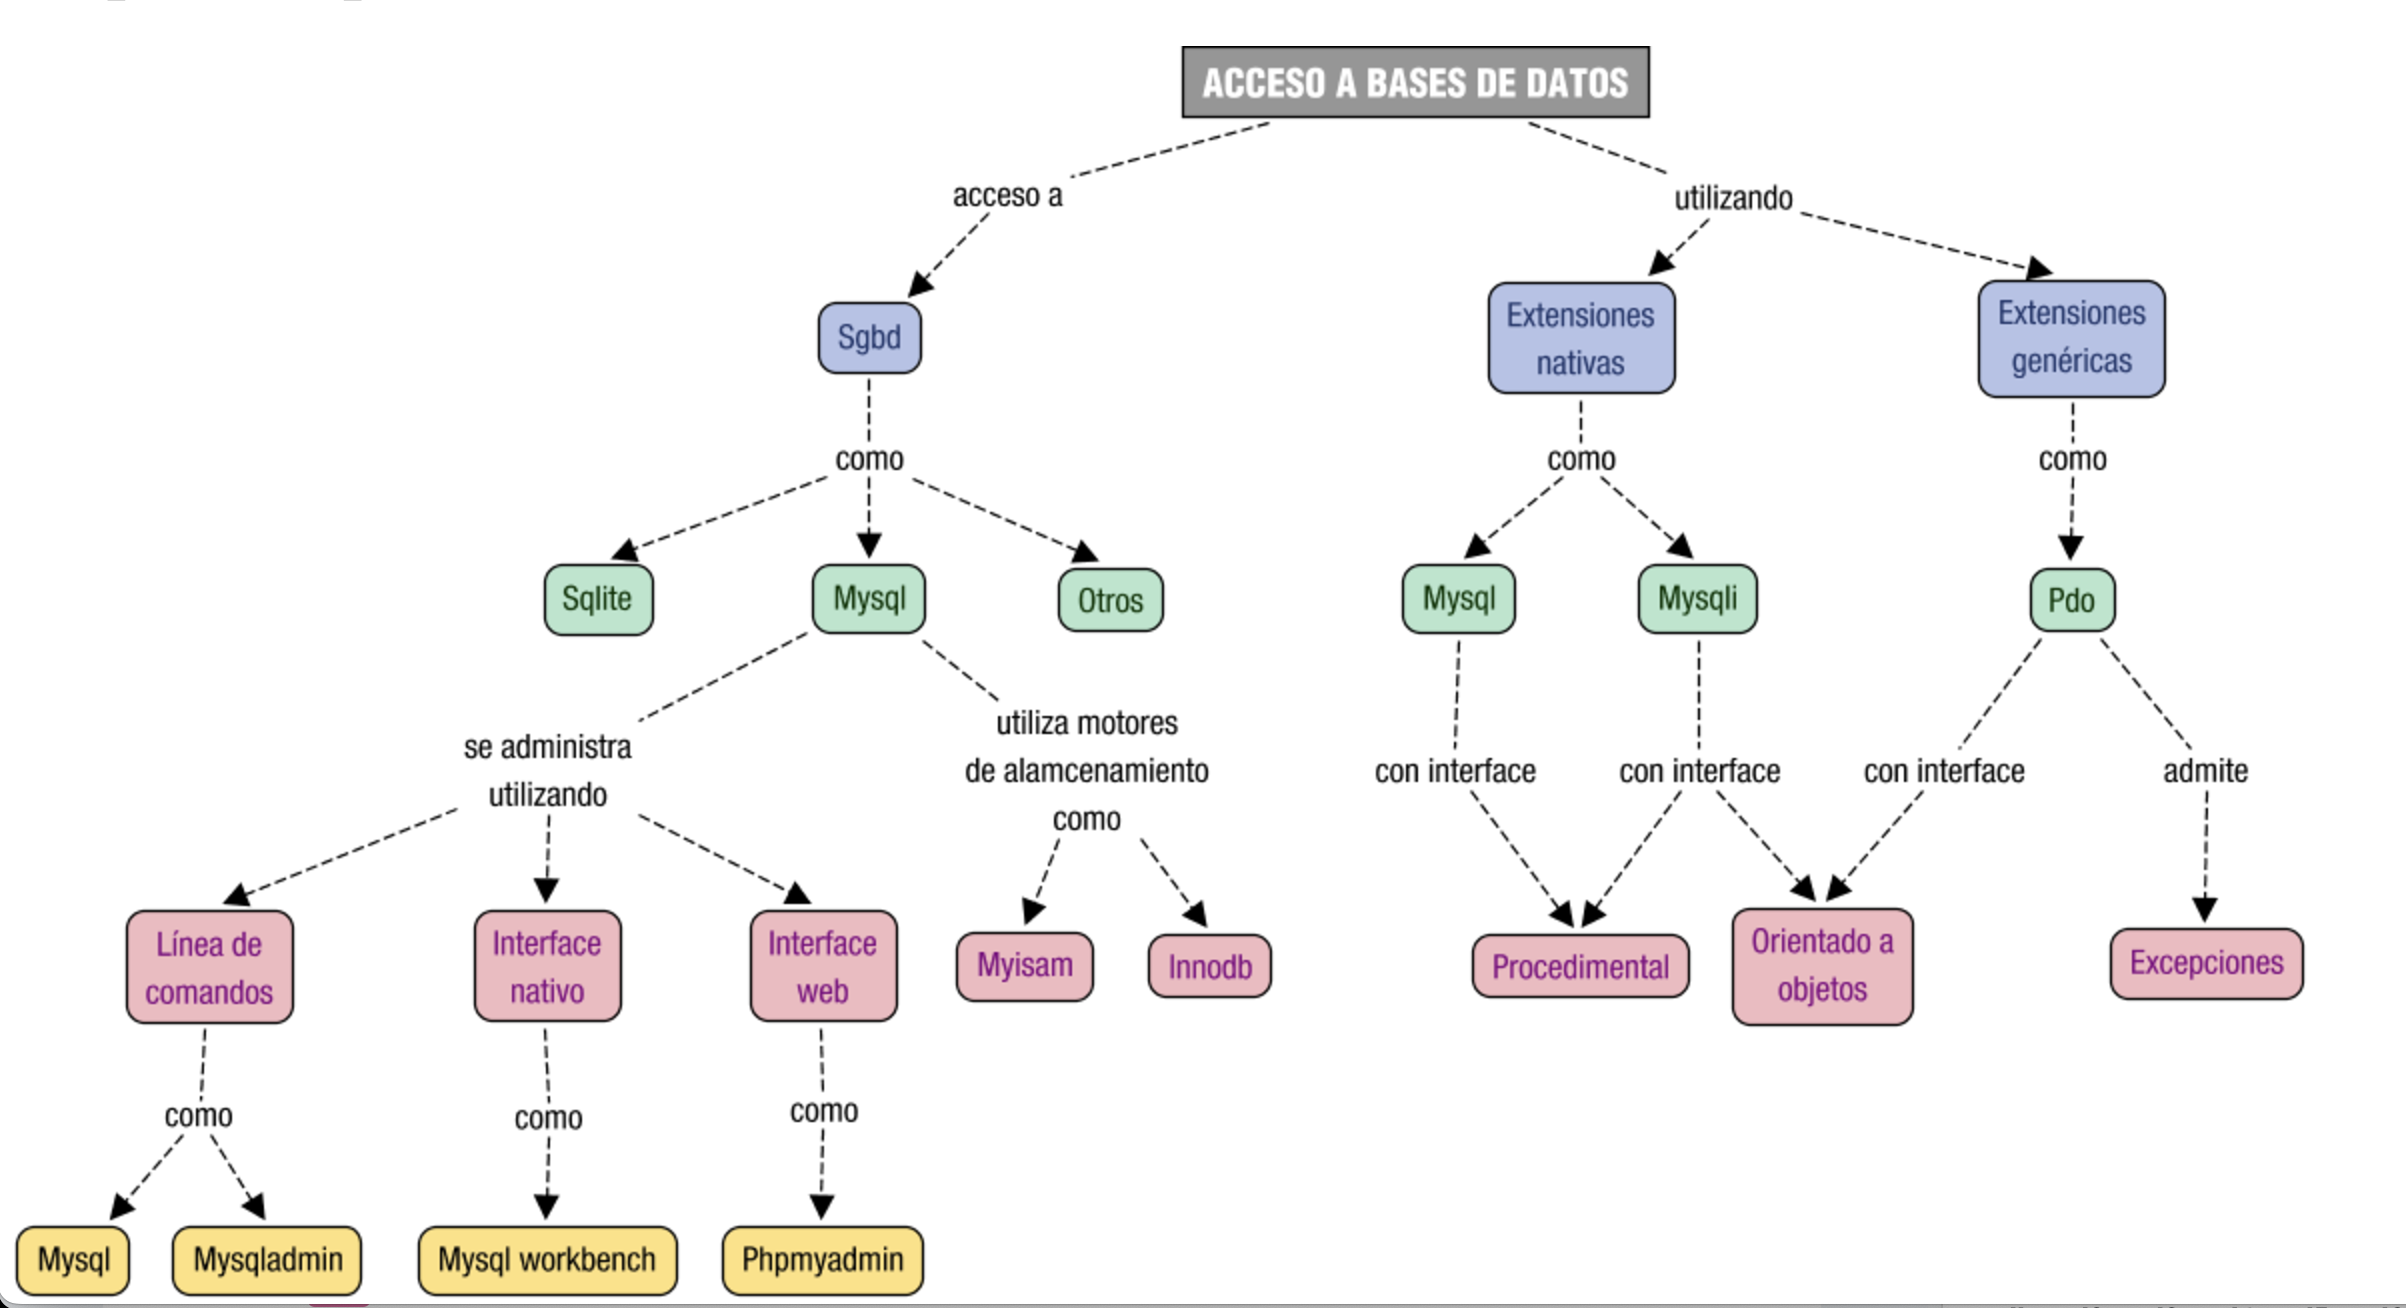 ACCESO A BASES DE DATOS
acceso a
utilizando
Sgbd
Extensiones
nativas
Extensiones
genéricas
como
como
como
Sqlite
Mysql
Otros
Mysql
Mysqli
Pdo
se administra
utilizando
utiliza motores
de alamcenamiento
como
con interface
con interface
con interface
admite
Línea de
comandos
Interface
nativo
Interface
web
Myisam
Innodb
Procedimental
Orientado a
objetos
Excepciones
como
como
como
Mysql
Mysqladmin
Mysql workbench
Phpmyadmin